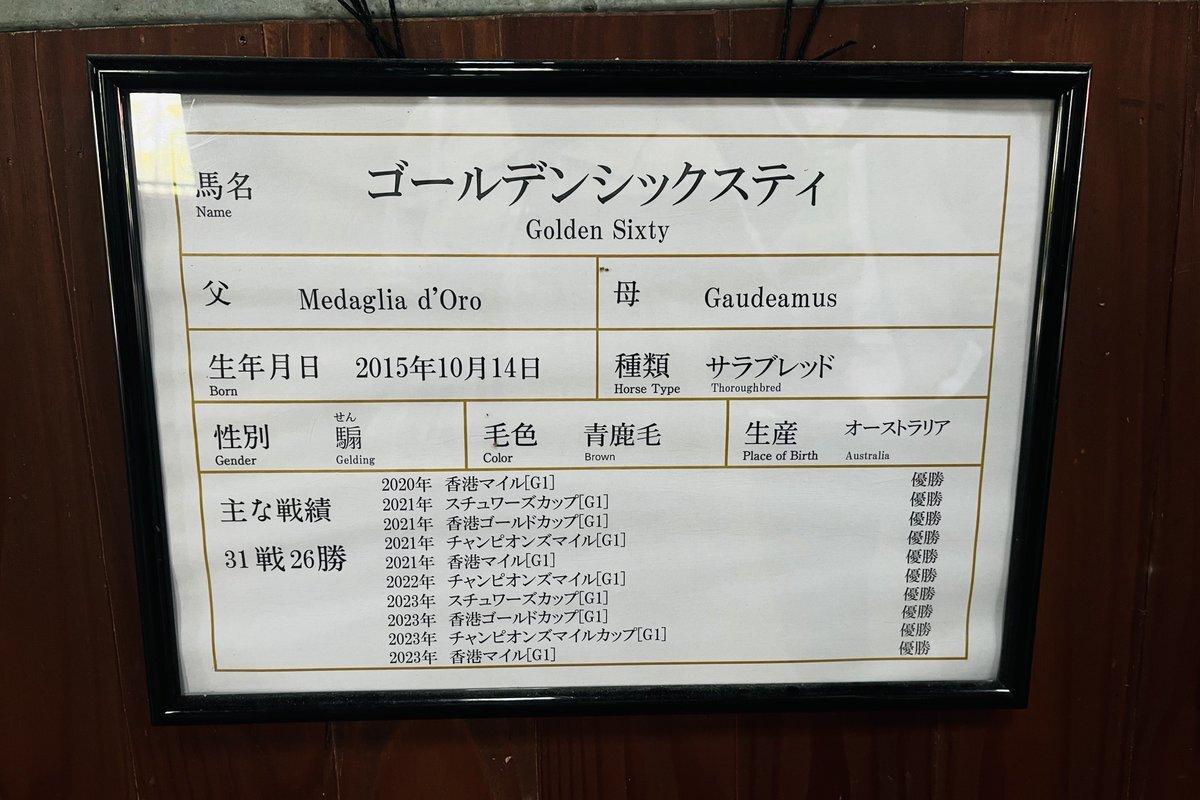 馬名 ゴールデンシックスティ
Name Golden Sixty
父 Medaglia d'Oro 母 Gaudeamus
生年月日 2015年10月14日 種類 サラブレッド
Born Horse Type Thoroughbred
せん
性別 騸 毛色 青鹿毛 生産 オーストラリア
Gender Gelding Color Brown Place of Birth Australia
主な戦績
31戦26勝
2020年 香港マイル[G1] 優勝
2021年 スチュワーズカップ[G1] 優勝
2021年 香港ゴールドカップ[G1] 優勝
2021年 チャンピオンズマイル[G1] 優勝
2021年 香港マイル[G1] 優勝
2022年 チャンピオンズマイル[G1] 優勝
2023年 スチュワーズカップ[G1] 優勝
2023年 香港ゴールドカップ[G1] 優勝
2023年 チャンピオンズマイルカップ[G1] 優勝
2023年 香港マイル[G1] 優勝